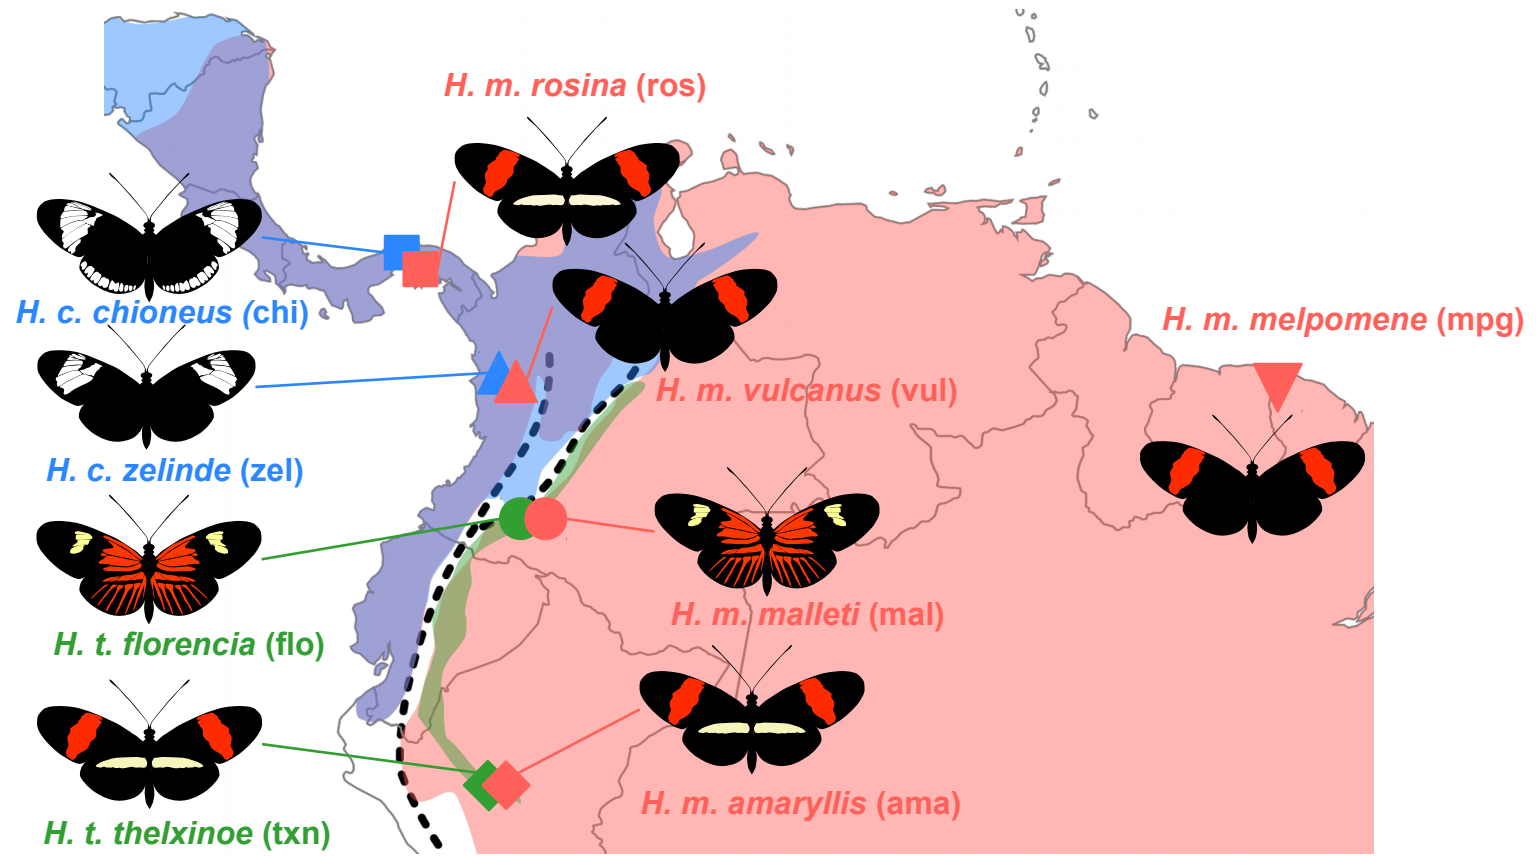 H. m. rosina (ros)
H. c. chioneus (chi)
H. m. melpomene (mpg)
H. m. vulcanus (vul)
H. c. zelinde (zel)
H. m. malleti (mal)
H. t. florencia (flo)
H. m. amaryllis (ama)
H. t. thelxinoe (txn)